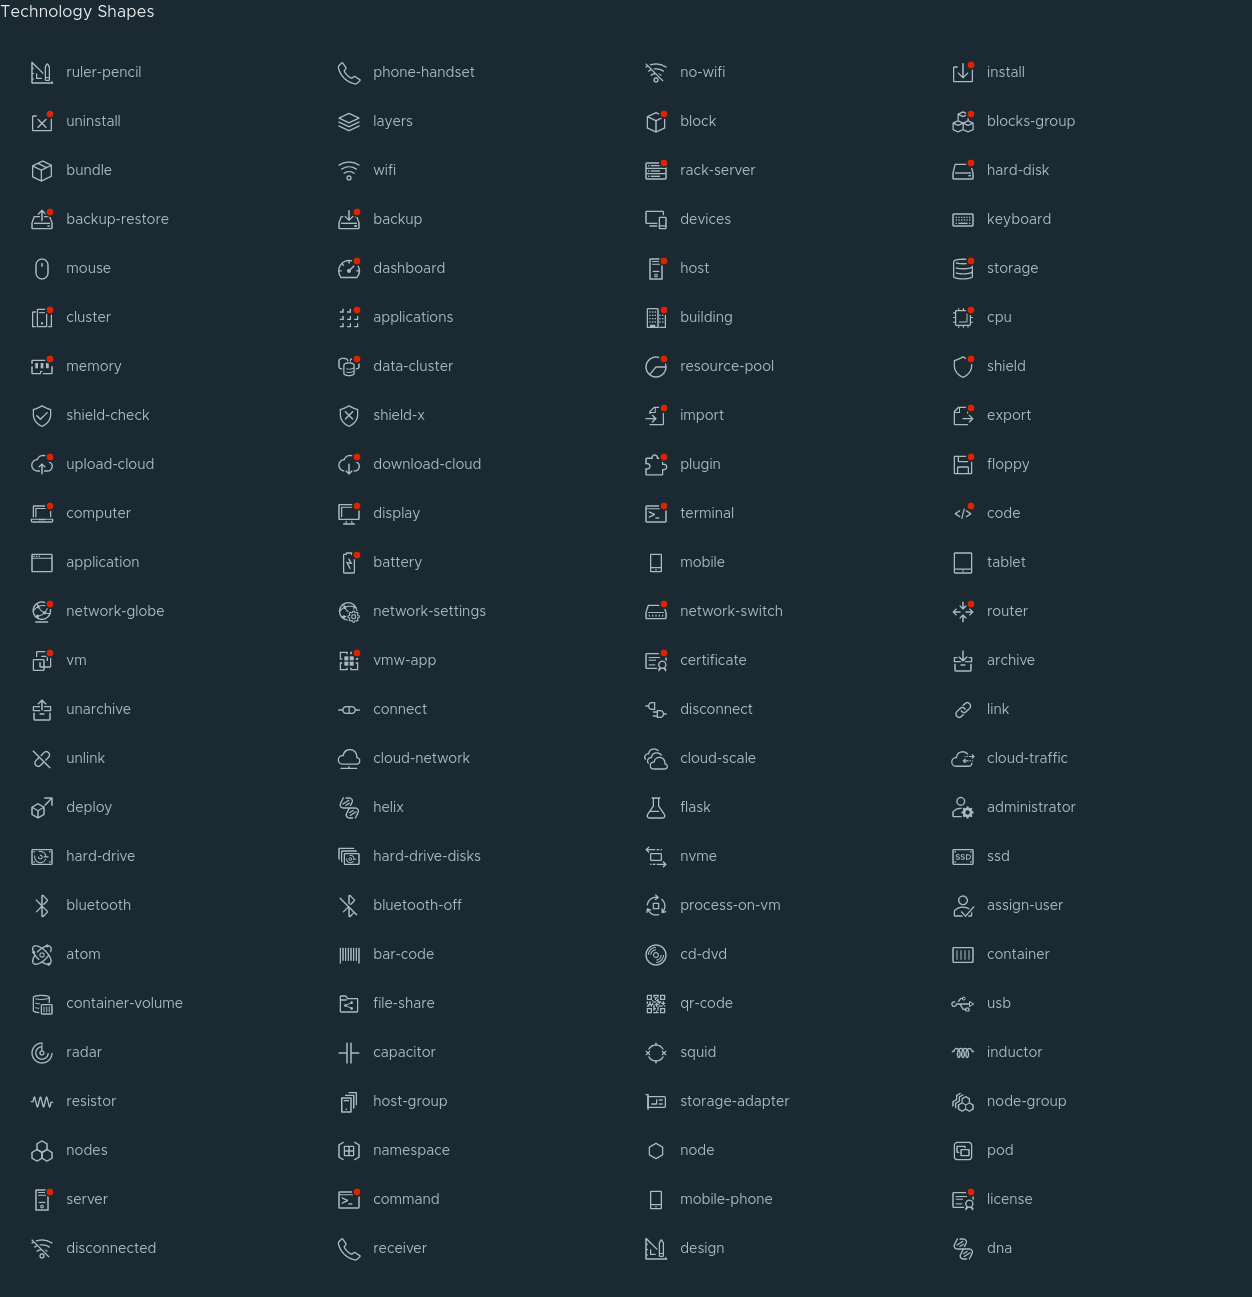 Technology Shapes
ruler-pencil phone-handset no-wifi install
uninstall layers block blocks-group
bundle wifi rack-server hard-disk
backup-restore backup devices keyboard
mouse dashboard host storage
cluster applications building cpu
memory data-cluster resource-pool shield
shield-check shield-x import export
upload-cloud download-cloud plugin floppy
computer display terminal code
application battery mobile tablet
network-globe network-settings network-switch router
vm vmw-app certificate archive
unarchive connect disconnect link
unlink cloud-network cloud-scale cloud-traffic
deploy helix flask administrator
hard-drive hard-drive-disks nvme ssd
bluetooth bluetooth-off process-on-vm assign-user
atom bar-code cd-dvd container
container-volume file-share qr-code usb
radar capacitor squid inductor
resistor host-group storage-adapter node-group
nodes namespace node pod
server command mobile-phone license
disconnected receiver design dna